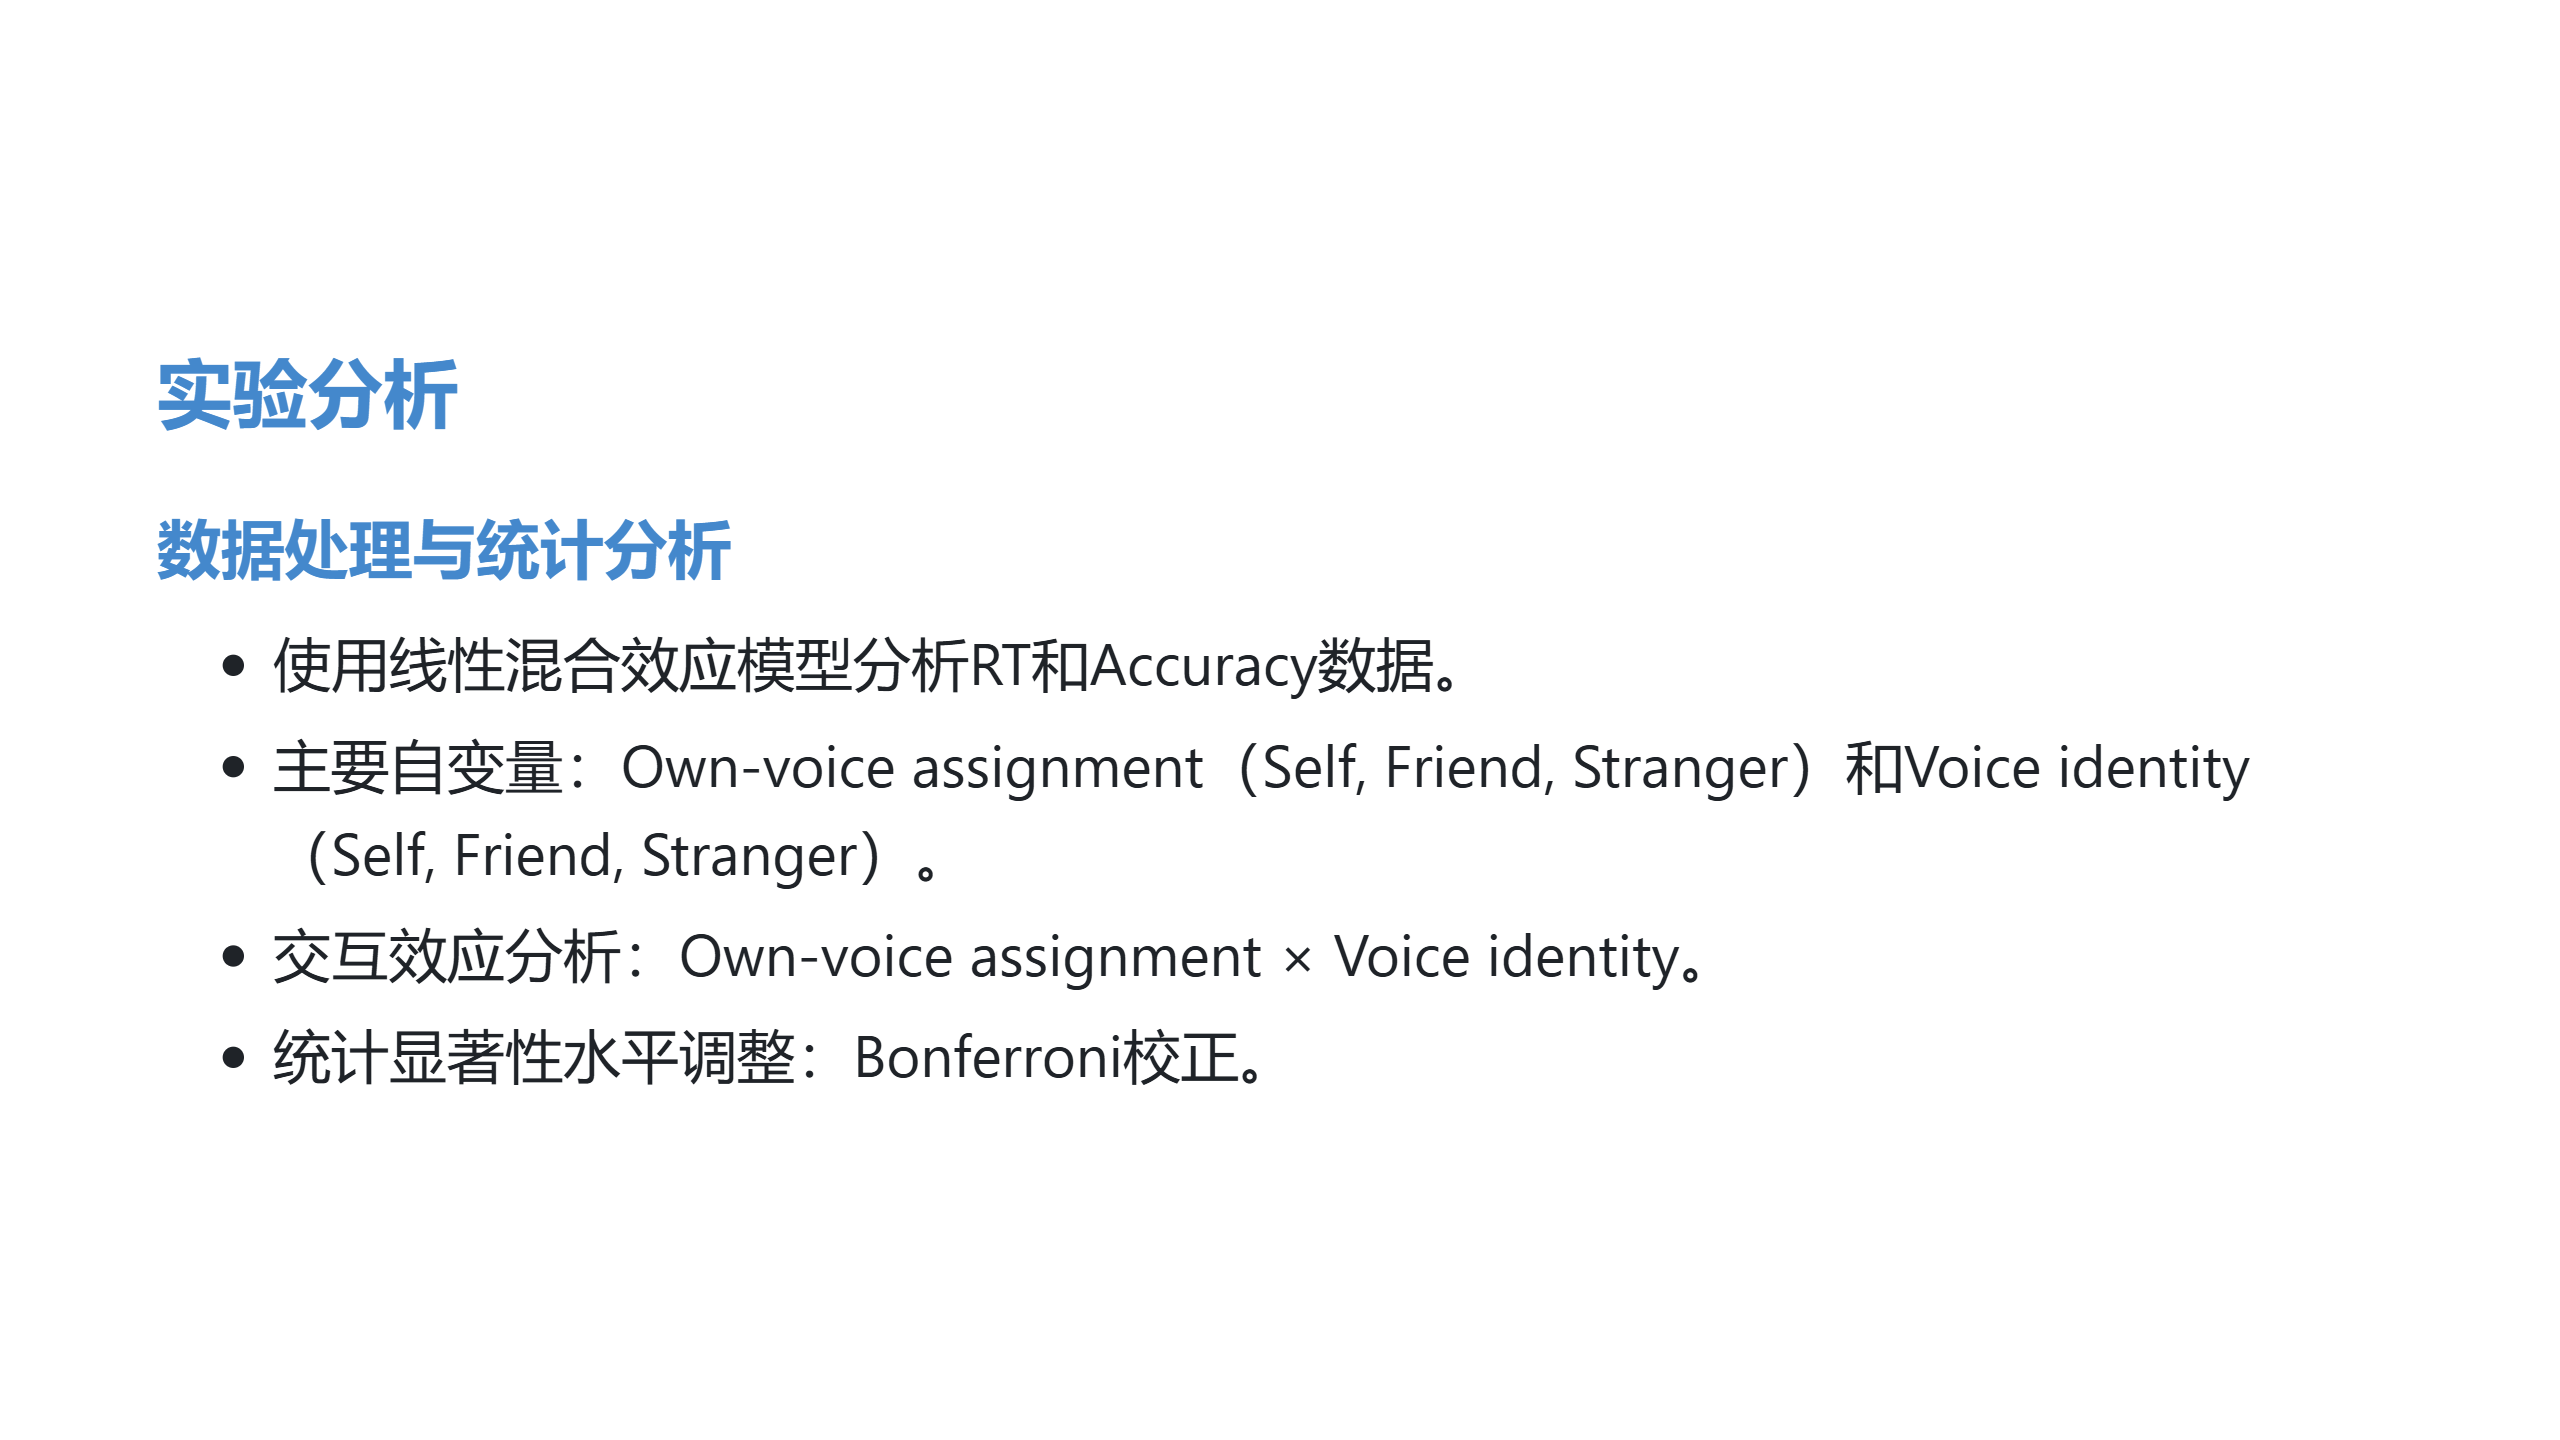 实验分析
数据处理与统计分析
• 使用线性混合效应模型分析RT和Accuracy数据。
• 主要自变量：Own-voice assignment（Self, Friend, Stranger）和Voice identity
（Self, Friend, Stranger）。
• 交互效应分析：Own-voice assignment × Voice identity。
• 统计显著性水平调整：Bonferroni校正。